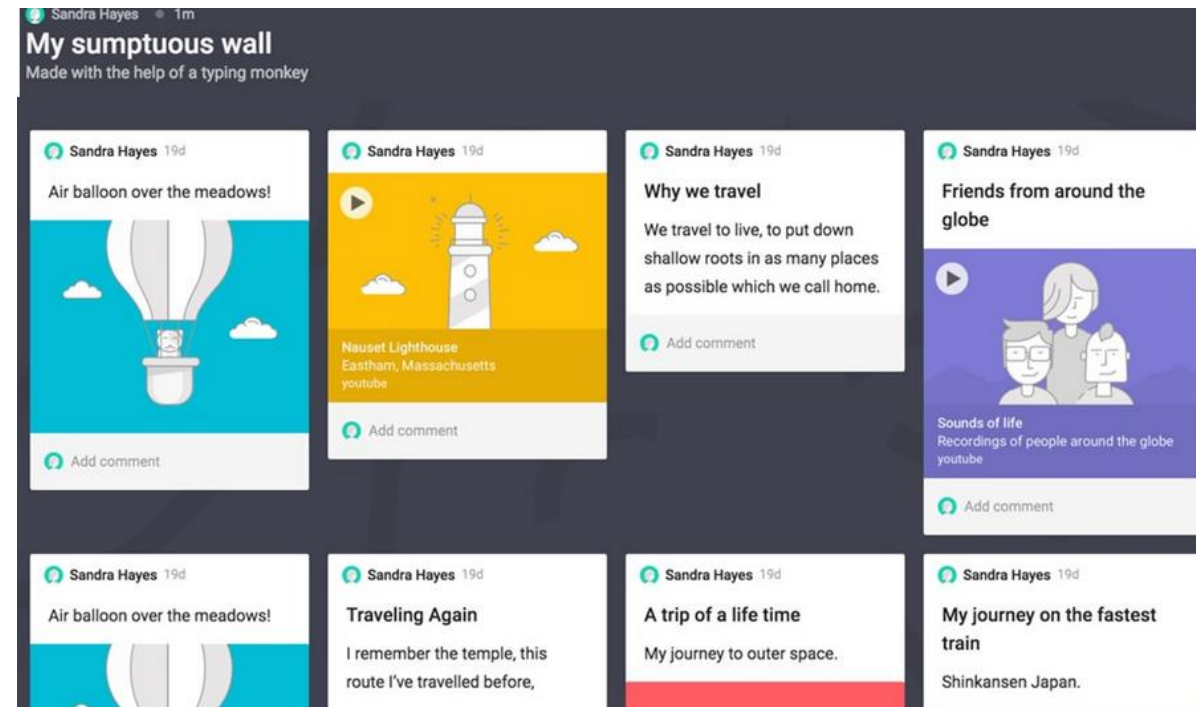 Sandra Hayes 1m
My sumptuous wall
Made with the help of a typing monkey
Sandra Hayes 19d
Air balloon over the meadows!
Add comment
Sandra Hayes 19d
Nauset Lighthouse
Eastham, Massachusetts
youtube
Add comment
Sandra Hayes 19d
Why we travel
We travel to live, to put down
shallow roots in as many places
as possible which we call home.
Add comment
Sandra Hayes 19d
Friends from around the
globe
Sounds of life
Recordings of people around the globe
youtube
Add comment
Sandra Hayes 19d
Air balloon over the meadows!
Sandra Hayes 19d
Traveling Again
I remember the temple, this
route I've travelled before,
Sandra Hayes 19d
A trip of a life time
My journey to outer space.
Sandra Hayes 19d
My journey on the fastest
train
Shinkansen Japan.